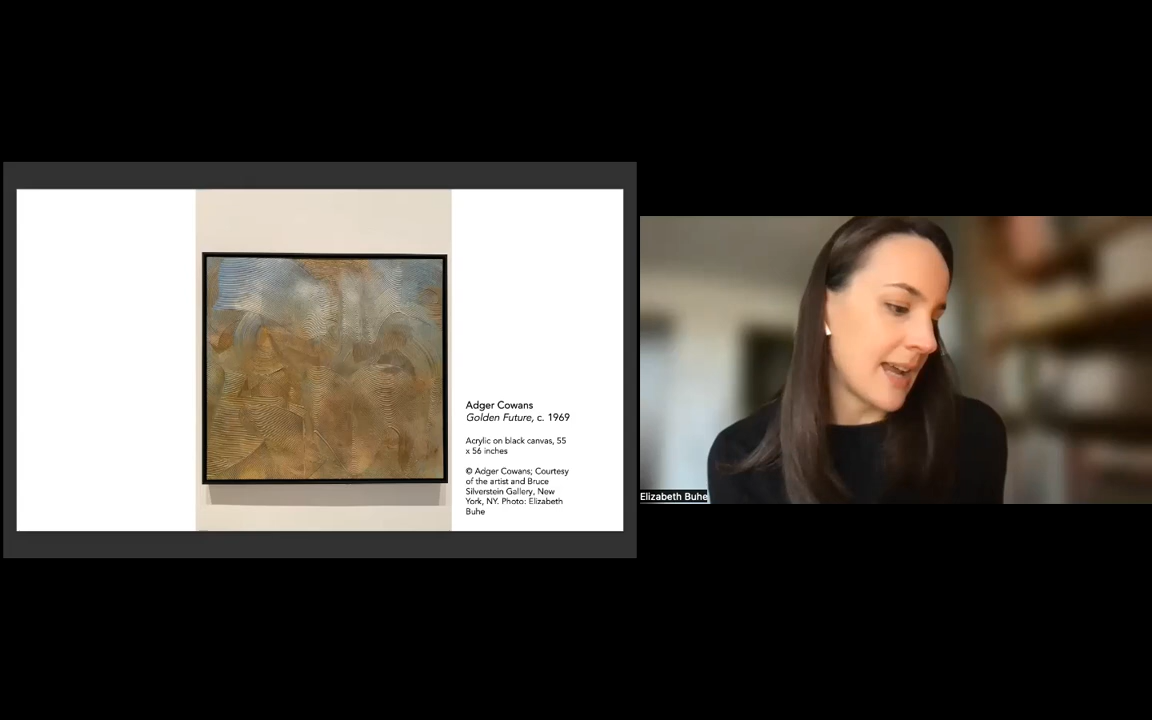 Adger Cowans
Golden Future, c. 1969
Acrylic on black canvas, 55
x 56 inches
© Adger Cowans; Courtesy
of the artist and Bruce
Silverstein Gallery, New
York, NY. Photo: Elizabeth
Buhe
Elizabeth Buhe